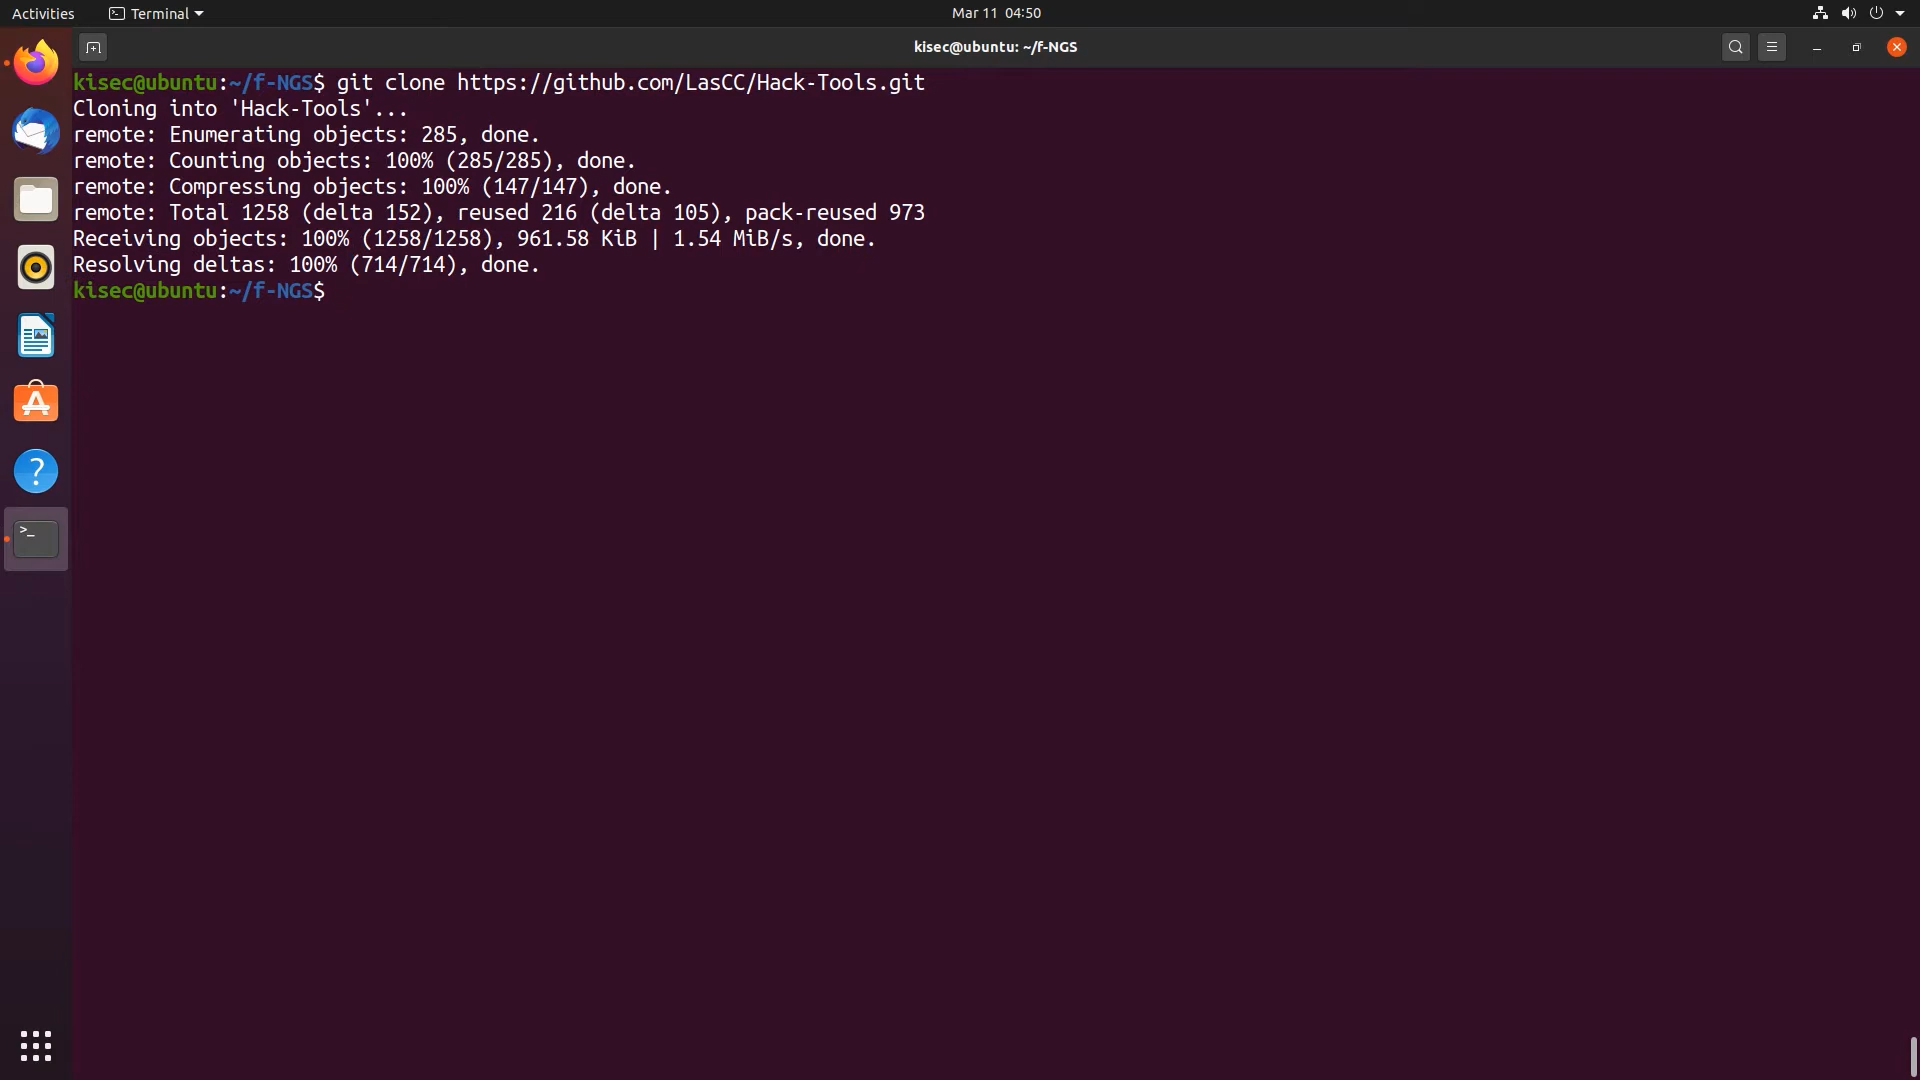 Activities Terminal Mar 11 04:50
kisec@ubuntu: ~/f-NGS
kisec@ubuntu:~/f-NGS$ git clone https://github.com/LasCC/Hack-Tools.git
Cloning into 'Hack-Tools'...
remote: Enumerating objects: 285, done.
remote: Counting objects: 100% (285/285), done.
remote: Compressing objects: 100% (147/147), done.
remote: Total 1258 (delta 152), reused 216 (delta 105), pack-reused 973
Receiving objects: 100% (1258/1258), 961.58 KiB | 1.54 MiB/s, done.
Resolving deltas: 100% (714/714), done.
kisec@ubuntu:~/f-NGS$